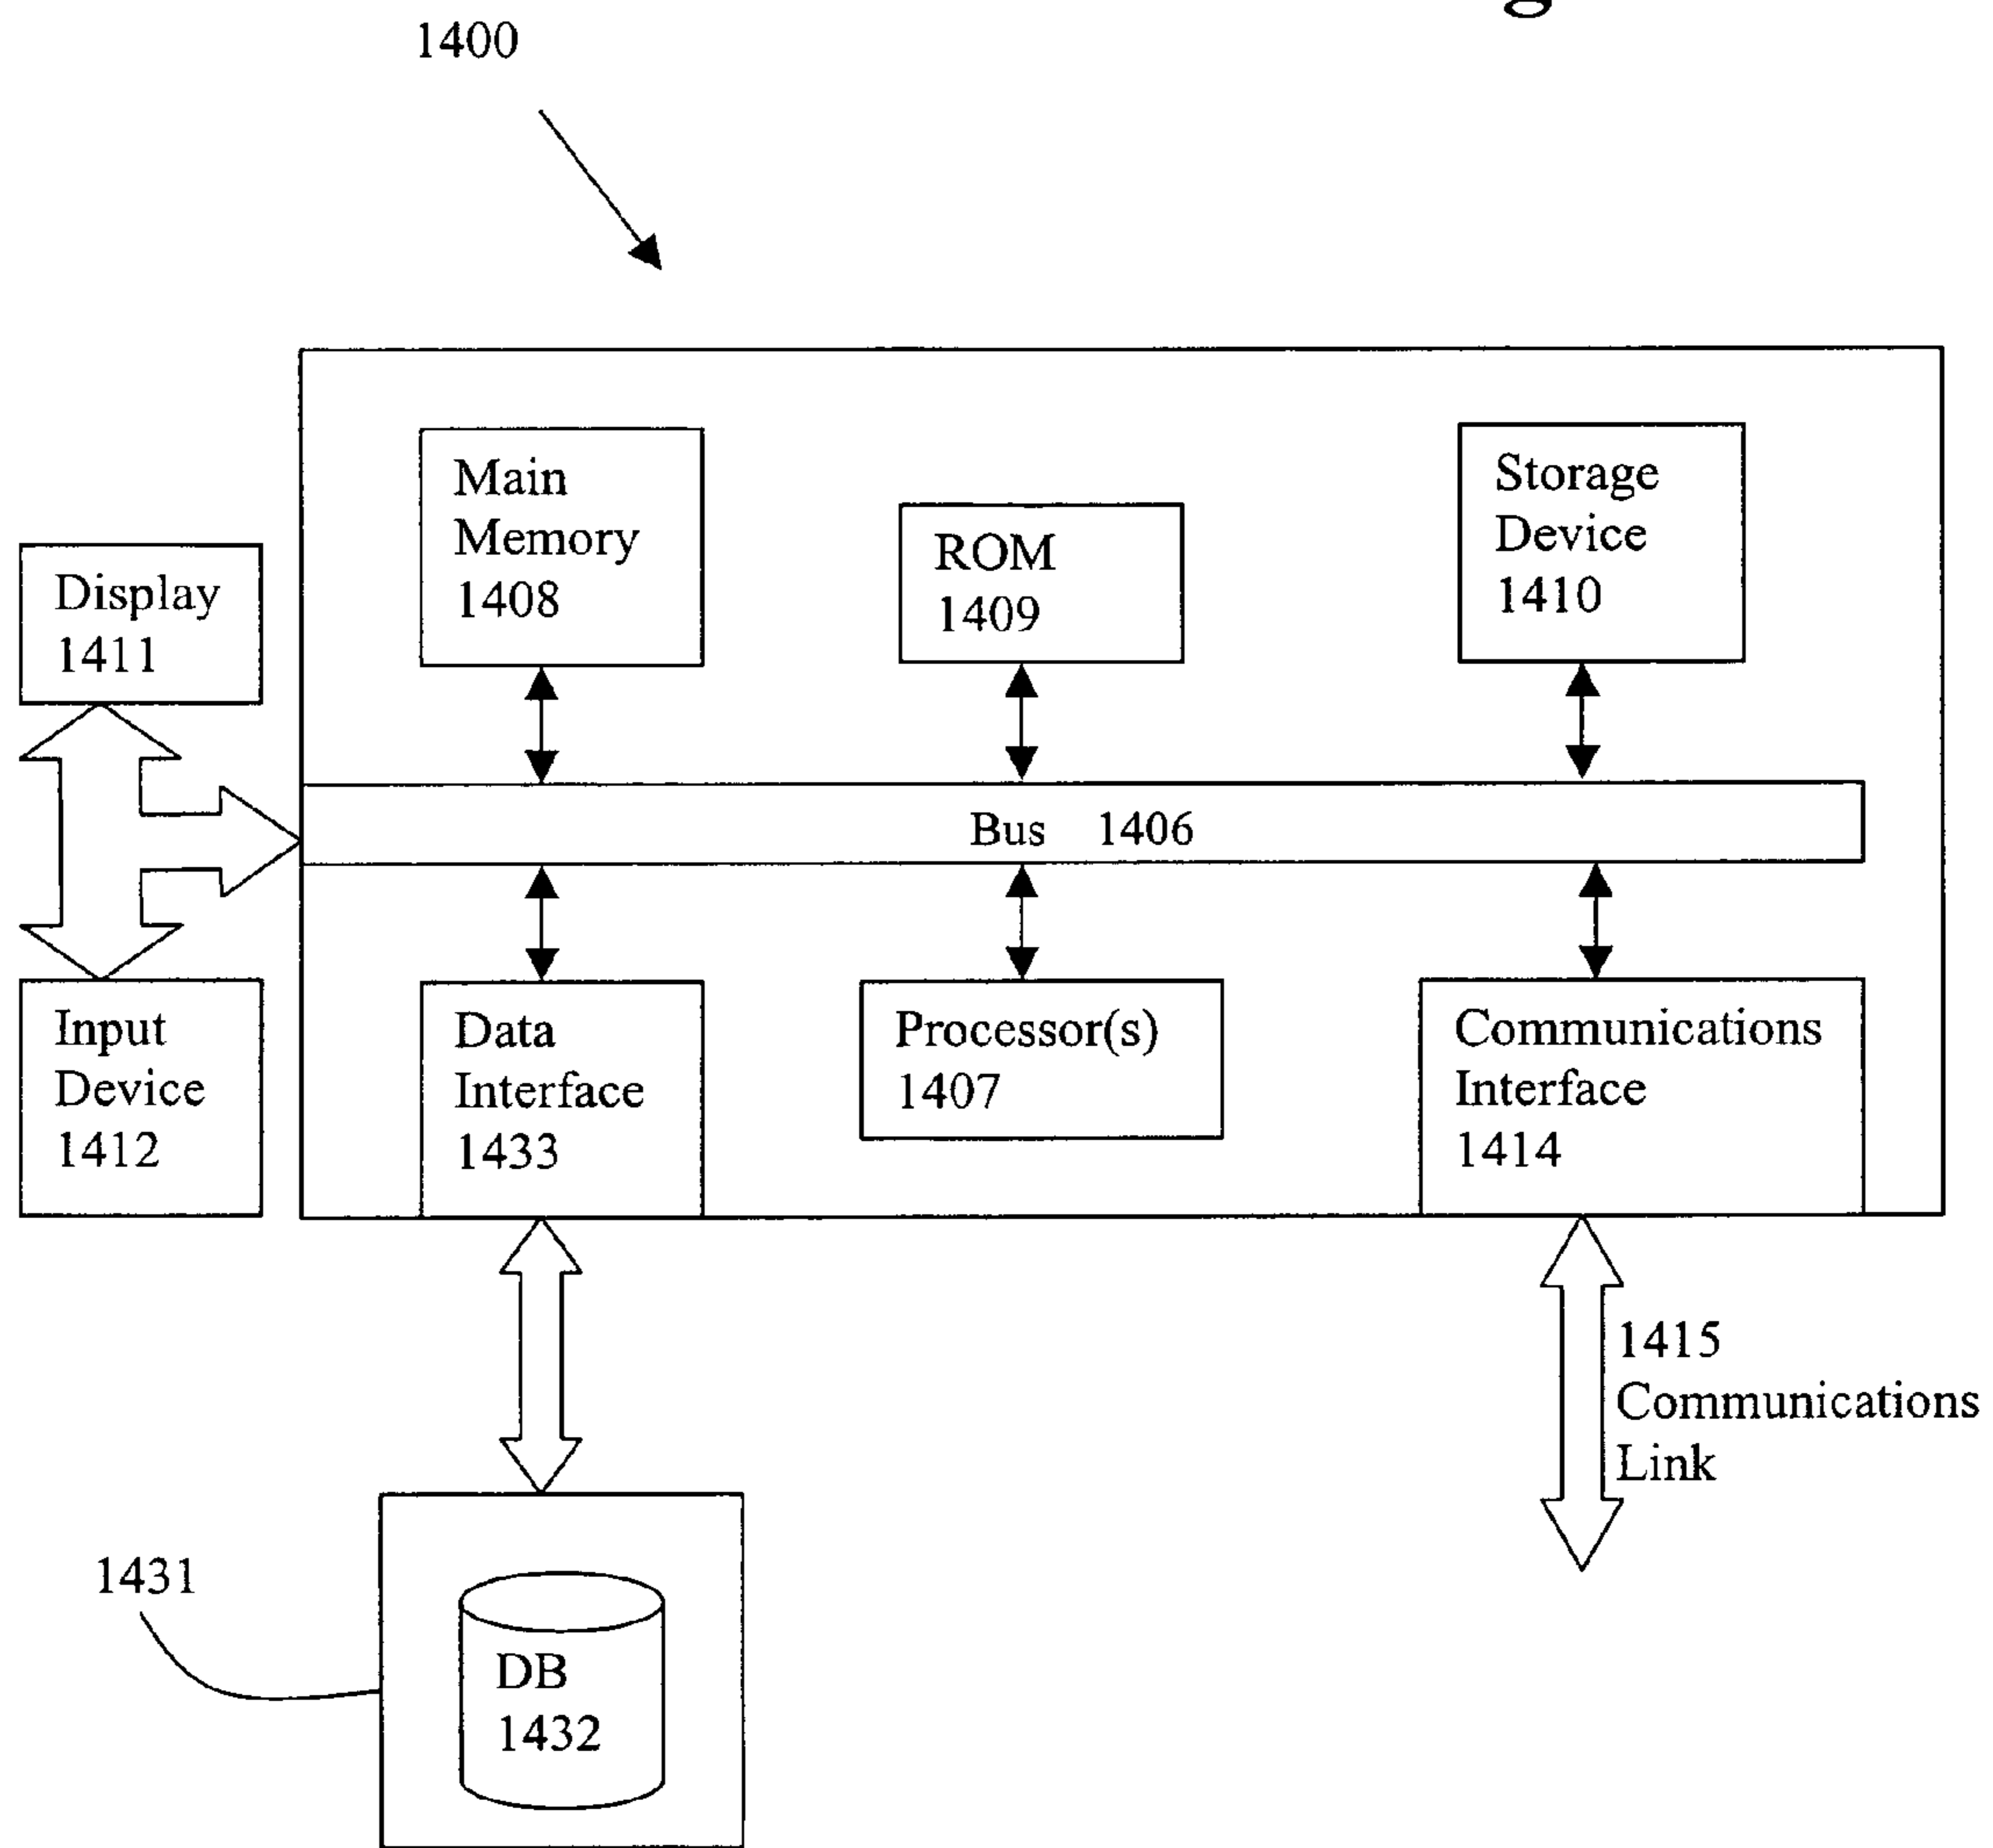 1400
Main
Memory
1408
ROM
1409
Storage
Device
1410
Display
1411
Bus 1406
Input
Device
1412
Data
Interface
1433
Processor(s)
1407
Communications
Interface
1414
1415
Communications
Link
1431
DB
1432